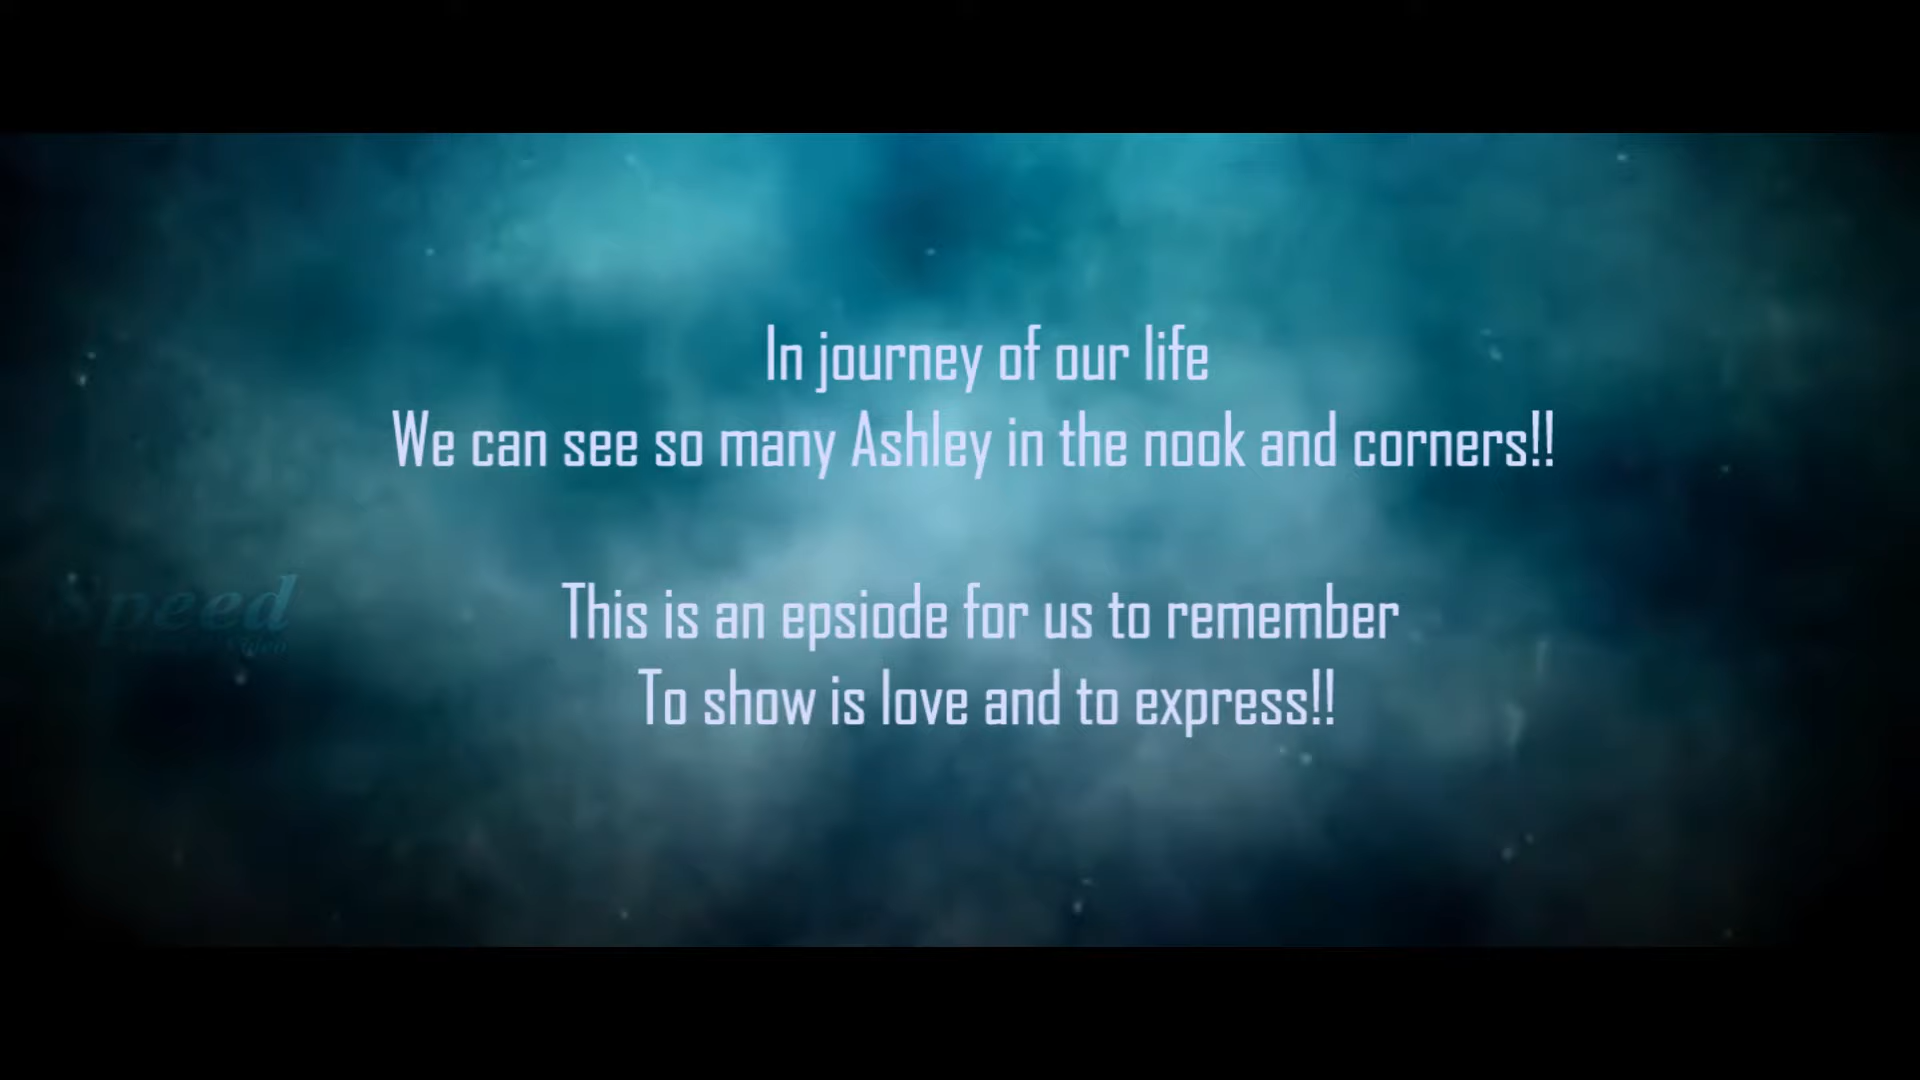 In journey of our life
We can see so many Ashley in the nook and corners!!
This is an epsiode for us to remember
To show is love and to express!!
Speed